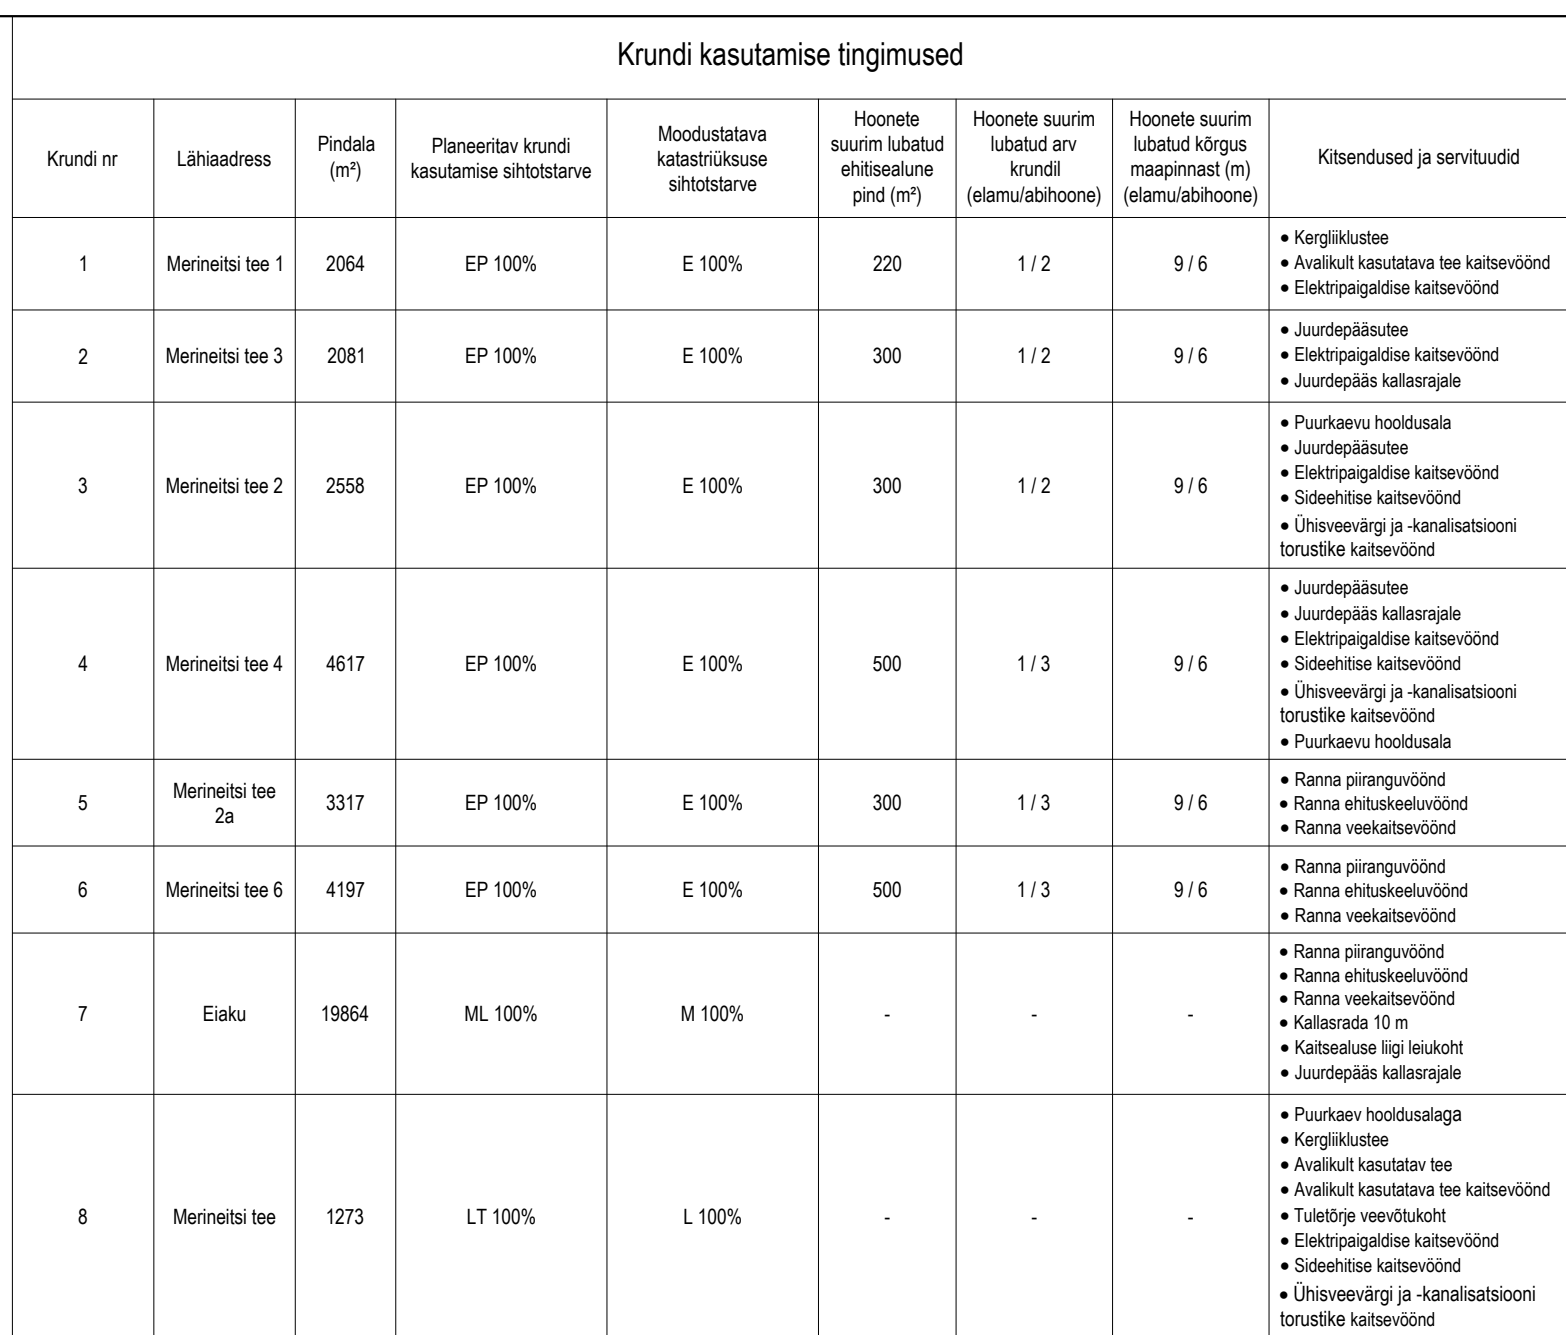 Krundi kasutamise tingimused
Krundi nr
Lähiaadress
Pindala
(m²)
Planeeritav krundi
kasutamise sihtotstarve
Moodustatava
katastriüksuse
sihtotstarve
Hoonete
suurim lubatud
ehitisealune
pind (m²)
Hoonete suurim
lubatud arv
krundil
(elamu/abihoone)
Hoonete suurim
lubatud kõrgus
maapinnast (m)
(elamu/abihoone)
Kitsendused ja servituudid
1
Merineitsi tee 1
2064
EP 100%
E 100%
220
1 / 2
9 / 6
• Kergliiklustee
• Avalikult kasutatava tee kaitsevöönd
• Elektripaigaldise kaitsevöönd
2
Merineitsi tee 3
2081
EP 100%
E 100%
300
1 / 2
9 / 6
• Juurdepääsutee
• Elektripaigaldise kaitsevöönd
• Juurdepääs kallasrajale
3
Merineitsi tee 2
2558
EP 100%
E 100%
300
1 / 2
9 / 6
• Puurkaevu hooldusala
• Juurdepääsutee
• Elektripaigaldise kaitsevöönd
• Sideehitise kaitsevöönd
• Ühisveevärgi ja -kanalisatsiooni
torustike kaitsevöönd
4
Merineitsi tee 4
4617
EP 100%
E 100%
500
1 / 3
9 / 6
• Juurdepääsutee
• Juurdepääs kallasrajale
• Elektripaigaldise kaitsevöönd
• Sideehitise kaitsevöönd
• Ühisveevärgi ja -kanalisatsiooni
torustike kaitsevöönd
• Puurkaevu hooldusala
5
Merineitsi tee
2a
3317
EP 100%
E 100%
300
1 / 3
9 / 6
• Ranna piiranguvöönd
• Ranna ehituskeeluvöönd
• Ranna veekaitsevöönd
6
Merineitsi tee 6
4197
EP 100%
E 100%
500
1 / 3
9 / 6
• Ranna piiranguvöönd
• Ranna ehituskeeluvöönd
• Ranna veekaitsevöönd
7
Eiaku
19864
ML 100%
M 100%
-
-
-
• Ranna piiranguvöönd
• Ranna ehituskeeluvöönd
• Ranna veekaitsevöönd
• Kallasrada 10 m
• Kaitsealuse liigi leiukoht
• Juurdepääs kallasrajale
8
Merineitsi tee
1273
LT 100%
L 100%
-
-
-
• Puurkaev hooldusalaga
• Kergliiklustee
• Avalikult kasutatav tee
• Avalikult kasutatava tee kaitsevöönd
• Tuletõrje veevõtukoht
• Elektripaigaldise kaitsevöönd
• Sideehitise kaitsevöönd
• Ühisveevärgi ja -kanalisatsiooni
torustike kaitsevöönd